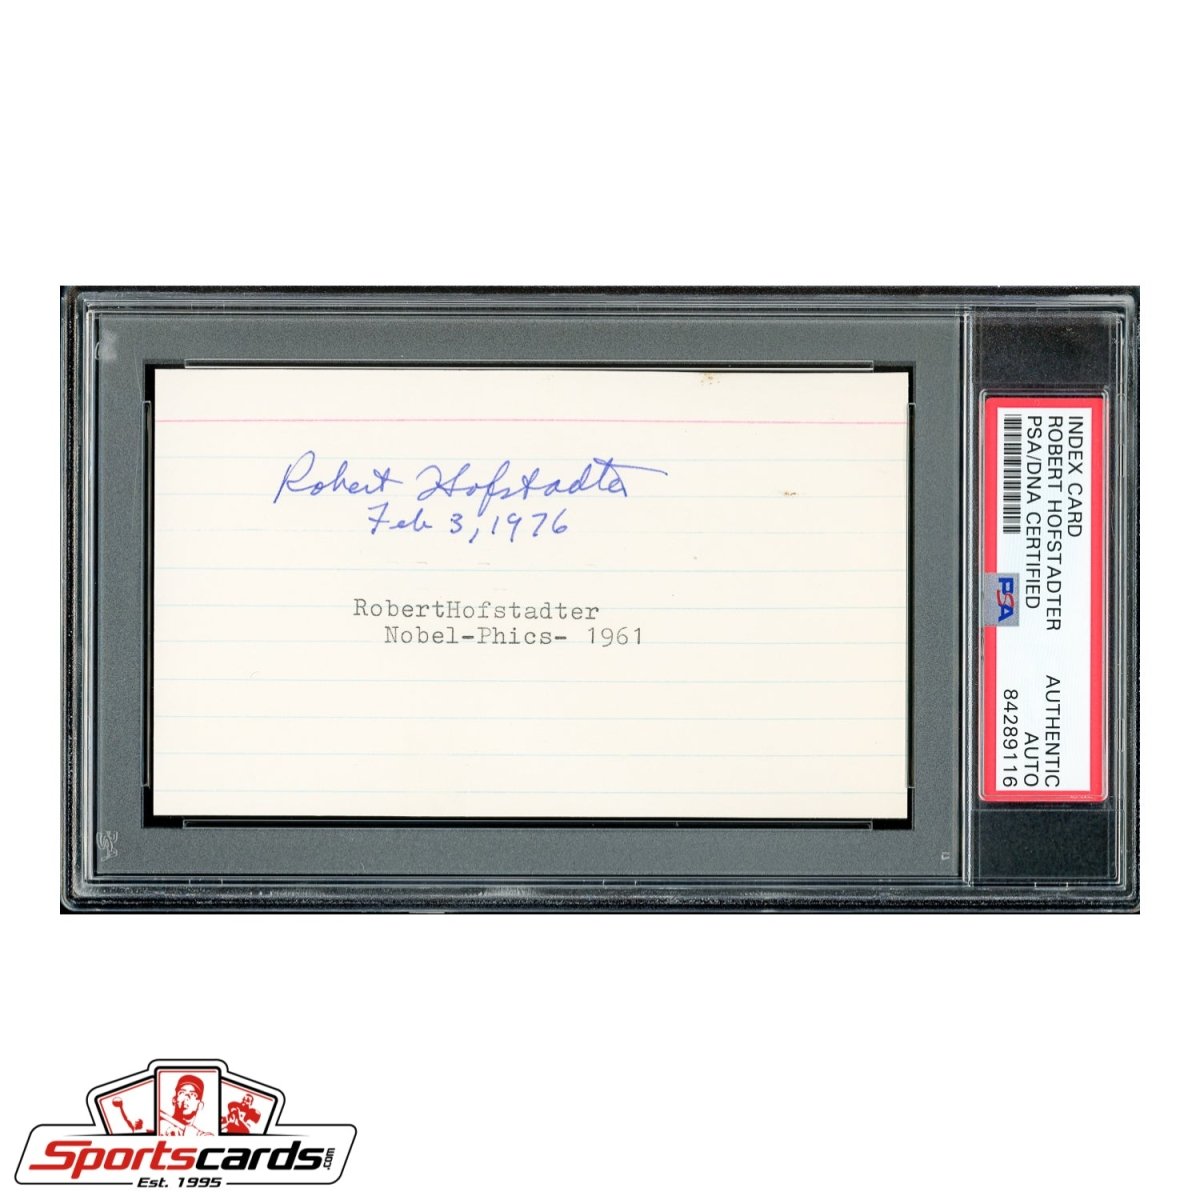 Robert Hofstadter
Feb 3, 1976
RobertHofstadter
Nobel-Phics- 1961
INDEX CARD
ROBERT HOFSTADTER
PSA/DNA CERTIFIED
AUTHENTIC
AUTO
84289116
PSA
Sportscards.com
Est. 1995